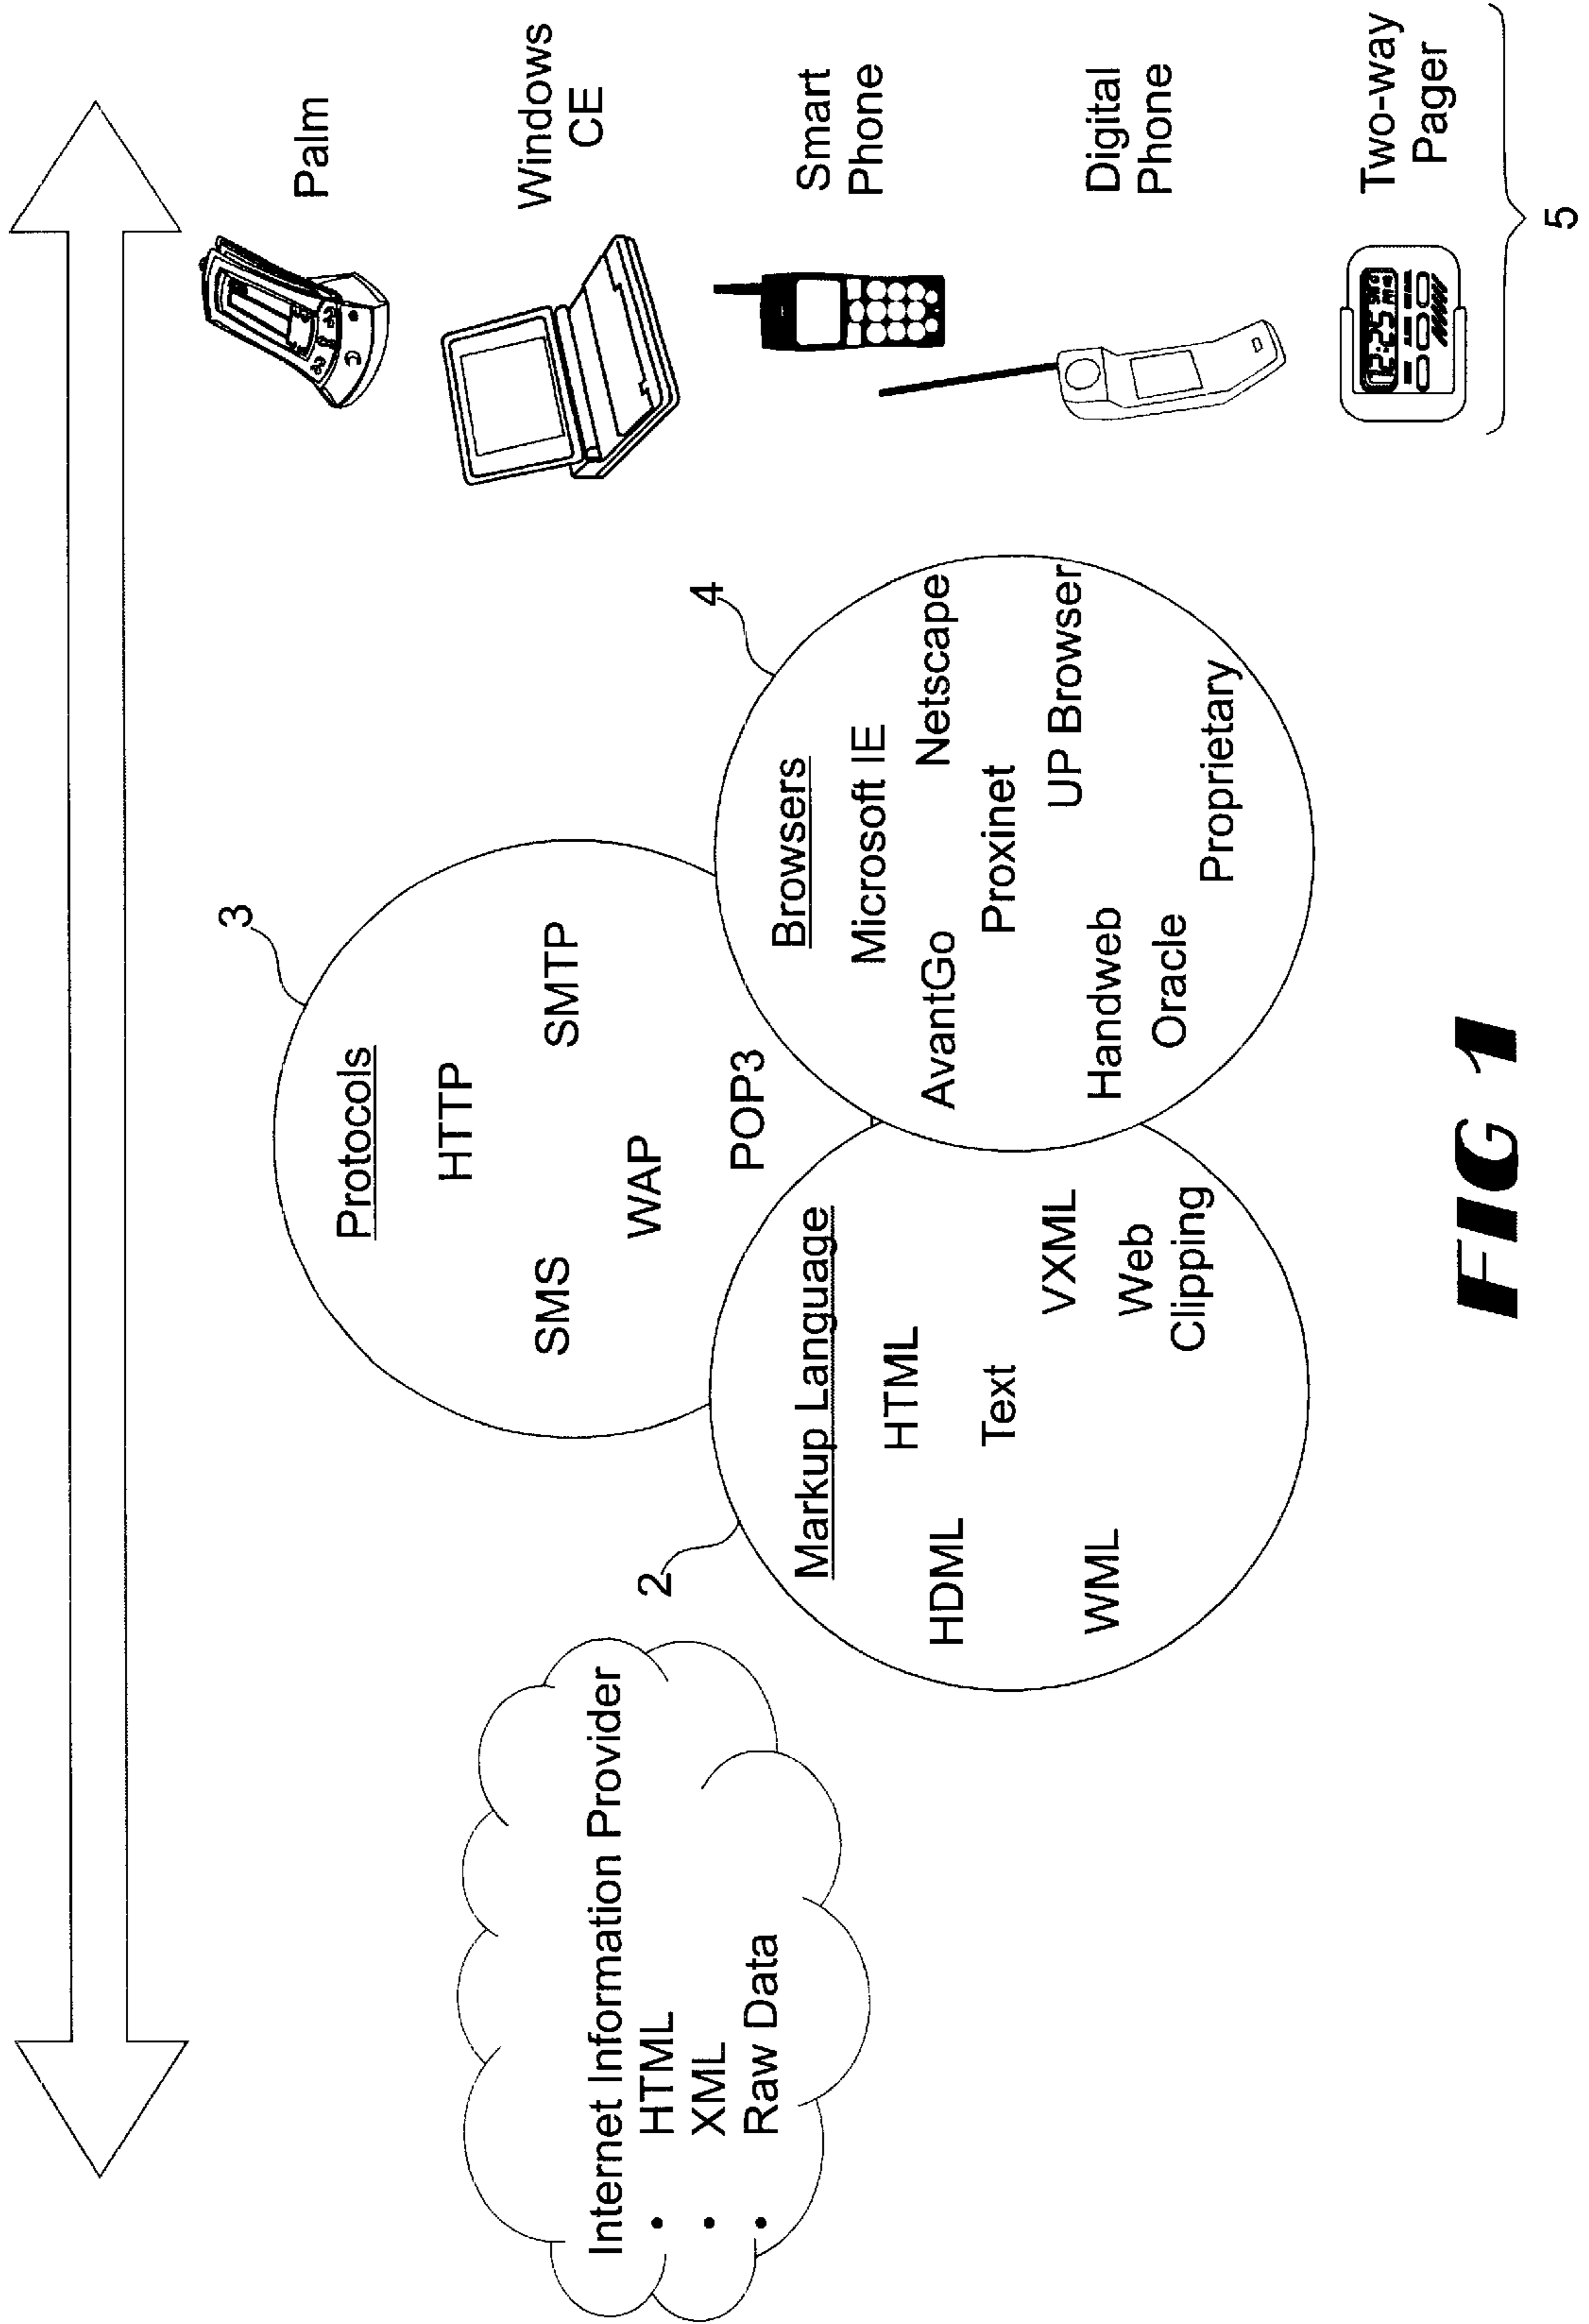 Internet Information Provider
• HTML
• XML
• Raw Data
2
Markup Language
HTML
HDML
Text
VXML
WML
Web
Clipping
3
Protocols
HTTP
SMS
SMTP
WAP
POP3
4
Browsers
Microsoft IE
AvantGo
Netscape
Proxinet
UP Browser
Handweb
Oracle
Proprietary
Palm
Windows
CE
Smart
Phone
Digital
Phone
12:25
Two-way
Pager
5
FIG 1